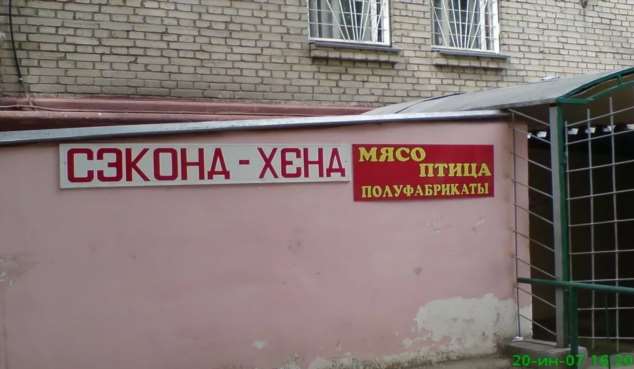 СЭКОНД - ХЕНД
МЯСО
ПТИЦА
ПОЛУФАБРИКАТЫ
20-ин-07 16:20